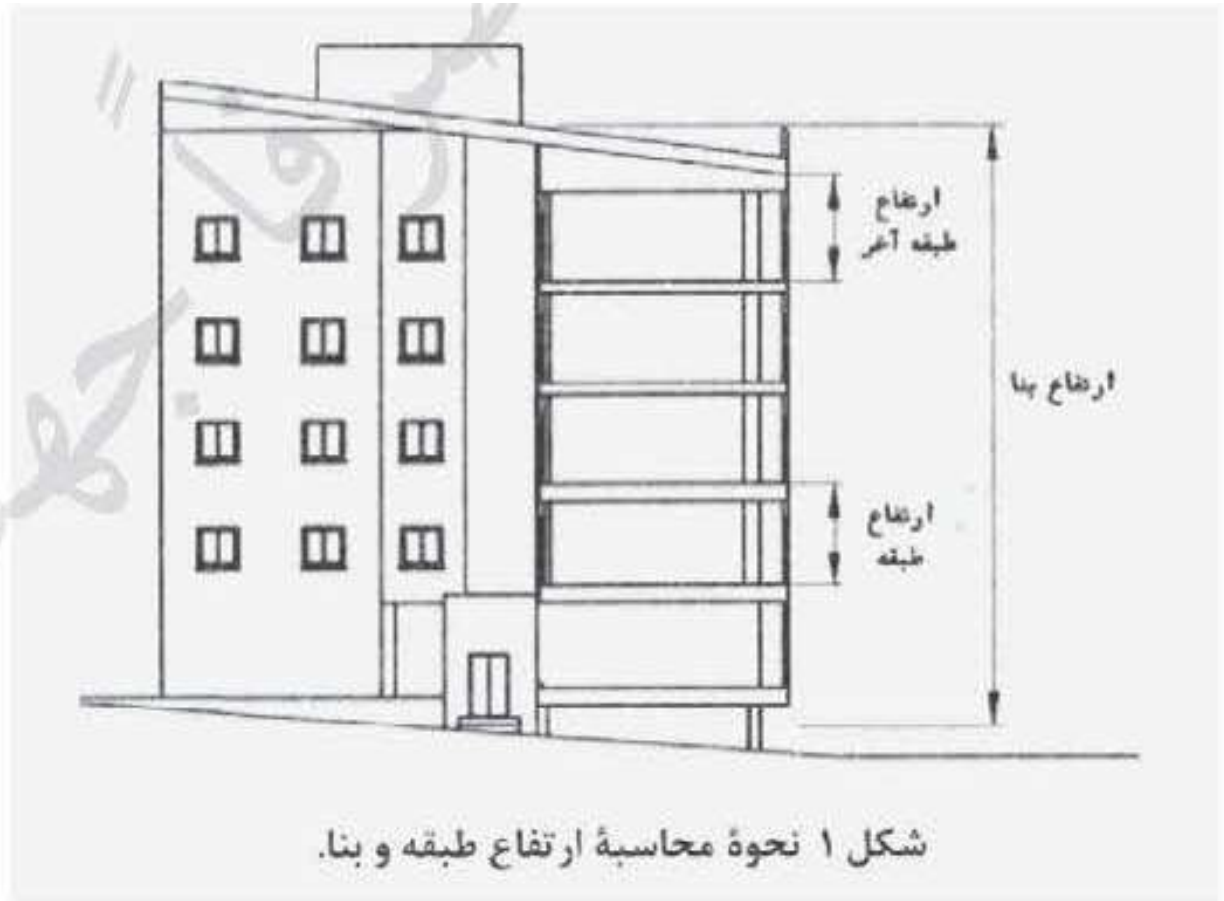 ارتفاع
طبقه آخر
ارتفاع بنا
ارتفاع
طبقه
شکل ۱ نحوهٔ محاسبهٔ ارتفاع طبقه و بنا.